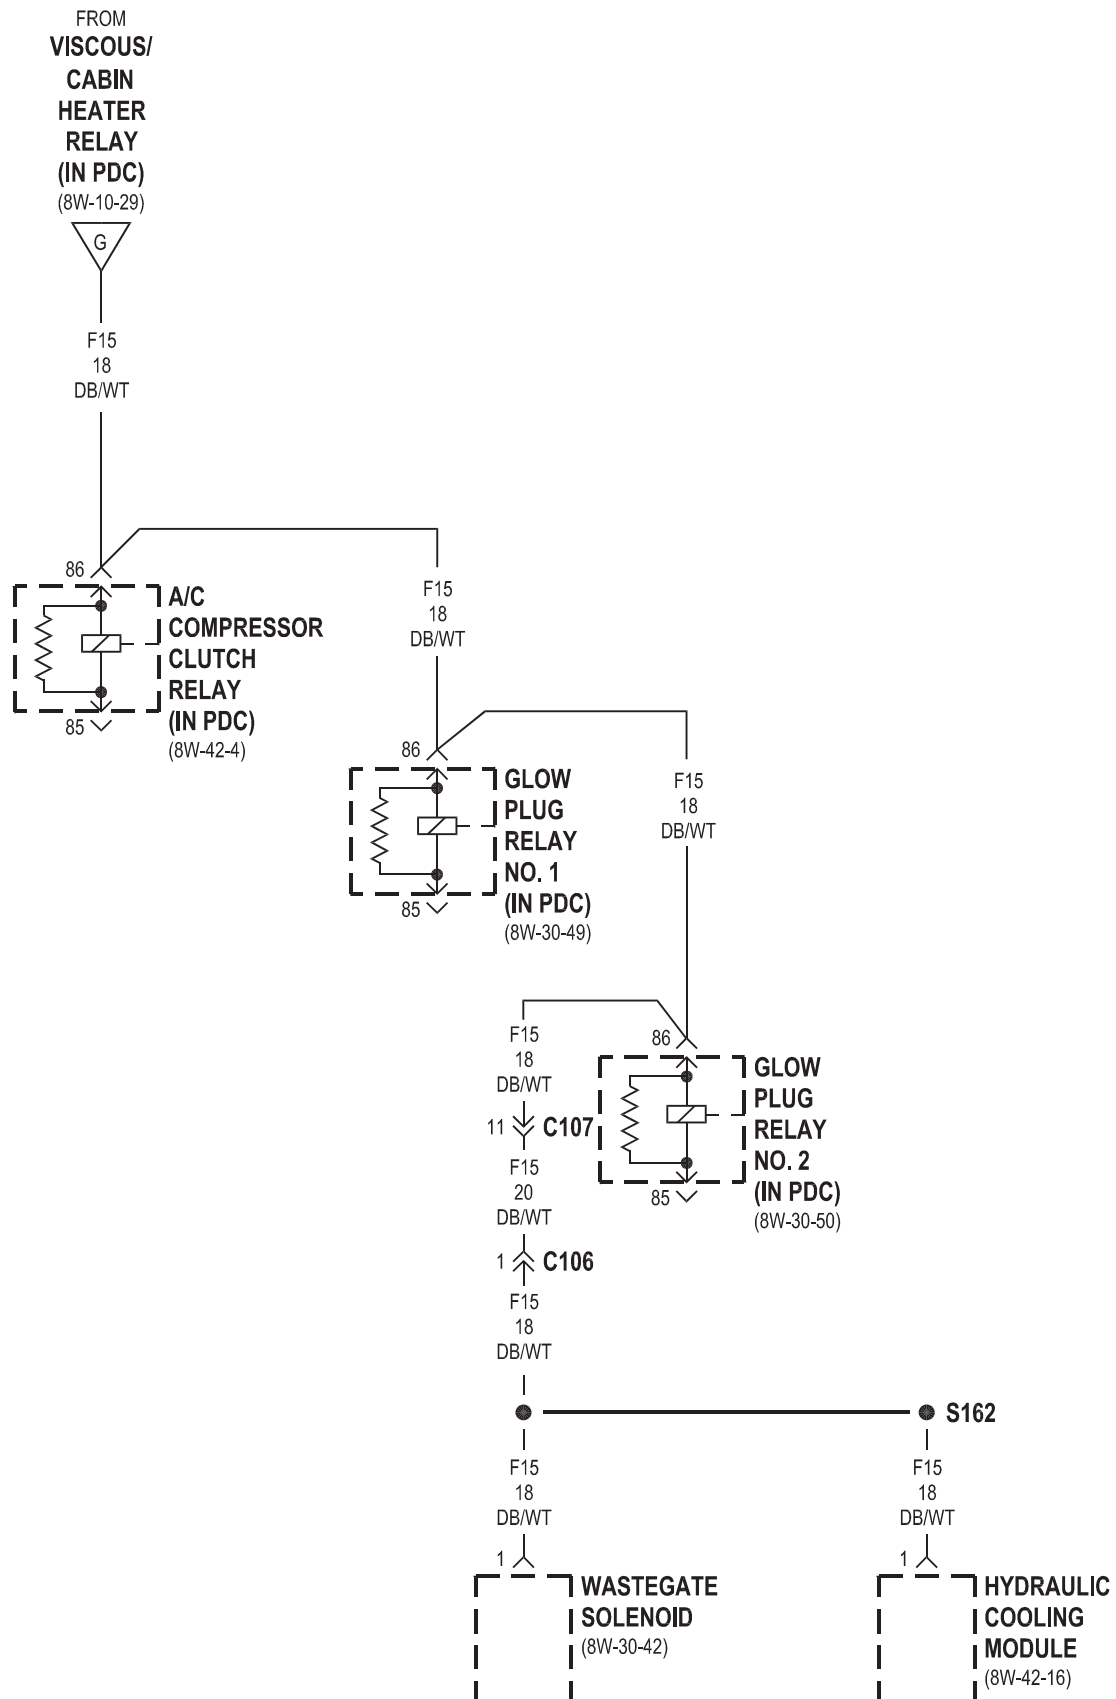 FROM
VISCOUS/
CABIN
HEATER
RELAY
(IN PDC)
(8W-10-29)
G
F15
18
DB/WT
86
A/C
COMPRESSOR
CLUTCH
RELAY
(IN PDC)
(8W-42-4)
85
F15
18
DB/WT
86
GLOW
PLUG
RELAY
NO. 1
(IN PDC)
(8W-30-49)
85
F15
18
DB/WT
86
GLOW
PLUG
RELAY
NO. 2
(IN PDC)
(8W-30-50)
85
F15
18
DB/WT
11 C107
F15
20
DB/WT
1 C106
F15
18
DB/WT
S162
F15
18
DB/WT
1
WASTEGATE
SOLENOID
(8W-30-42)
F15
18
DB/WT
1
HYDRAULIC
COOLING
MODULE
(8W-42-16)